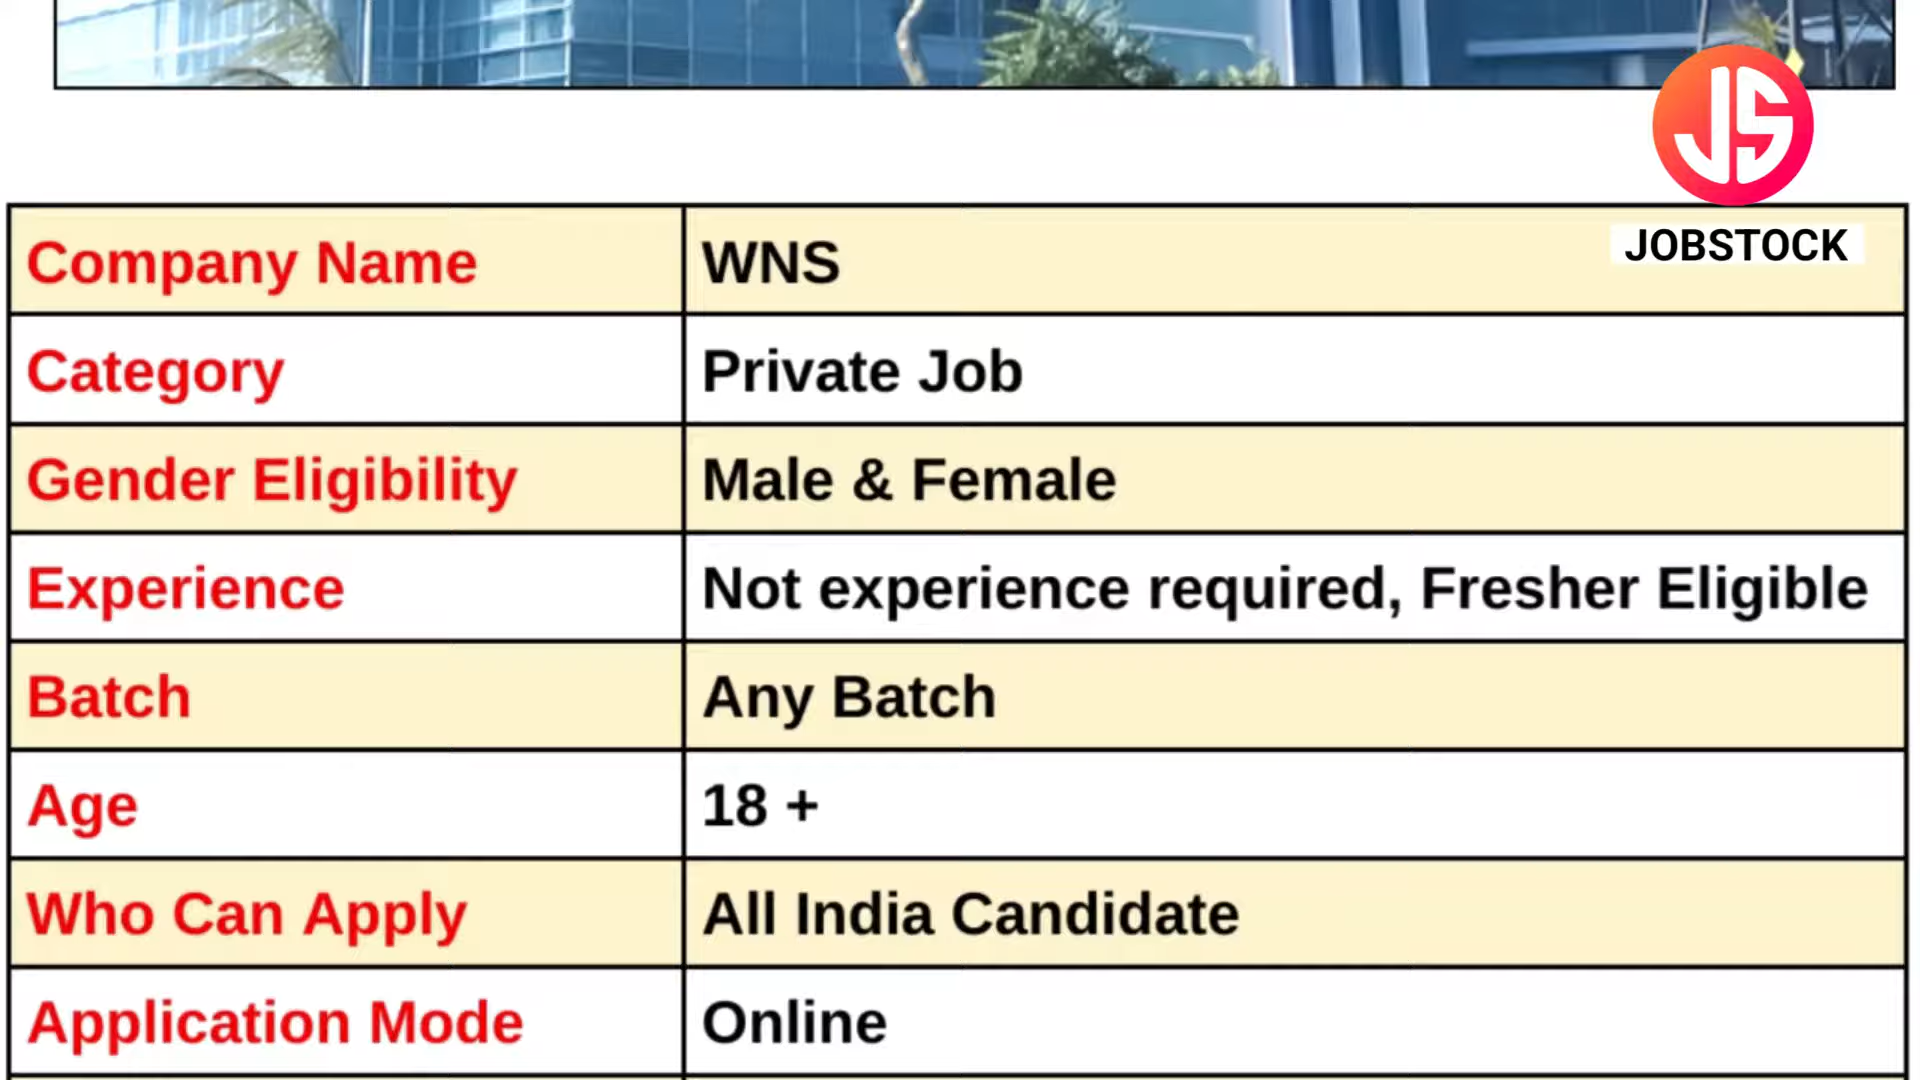 JS
JOBSTOCK
Company Name WNS
Category Private Job
Gender Eligibility Male & Female
Experience Not experience required, Fresher Eligible
Batch Any Batch
Age 18 +
Who Can Apply All India Candidate
Application Mode Online